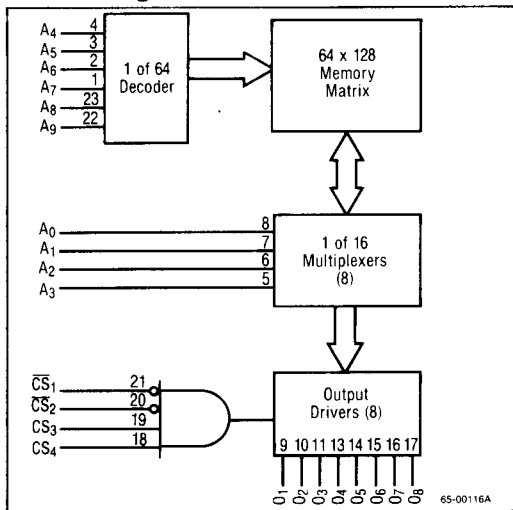 A4 4
A5 3
A6 2
A7 1
A8 23
A9 22
1 of 64
Decoder
64 x 128
Memory
Matrix
A0 8
A1 7
A2 6
A3 5
1 of 16
Multiplexers
(8)
CS1 21
CS2 20
CS3 19
CS4 18
Output
Drivers (8)
9 10 11 13 14 15 16 17
O1 O2 O3 O4 O5 O6 O7 O8
65-00116A